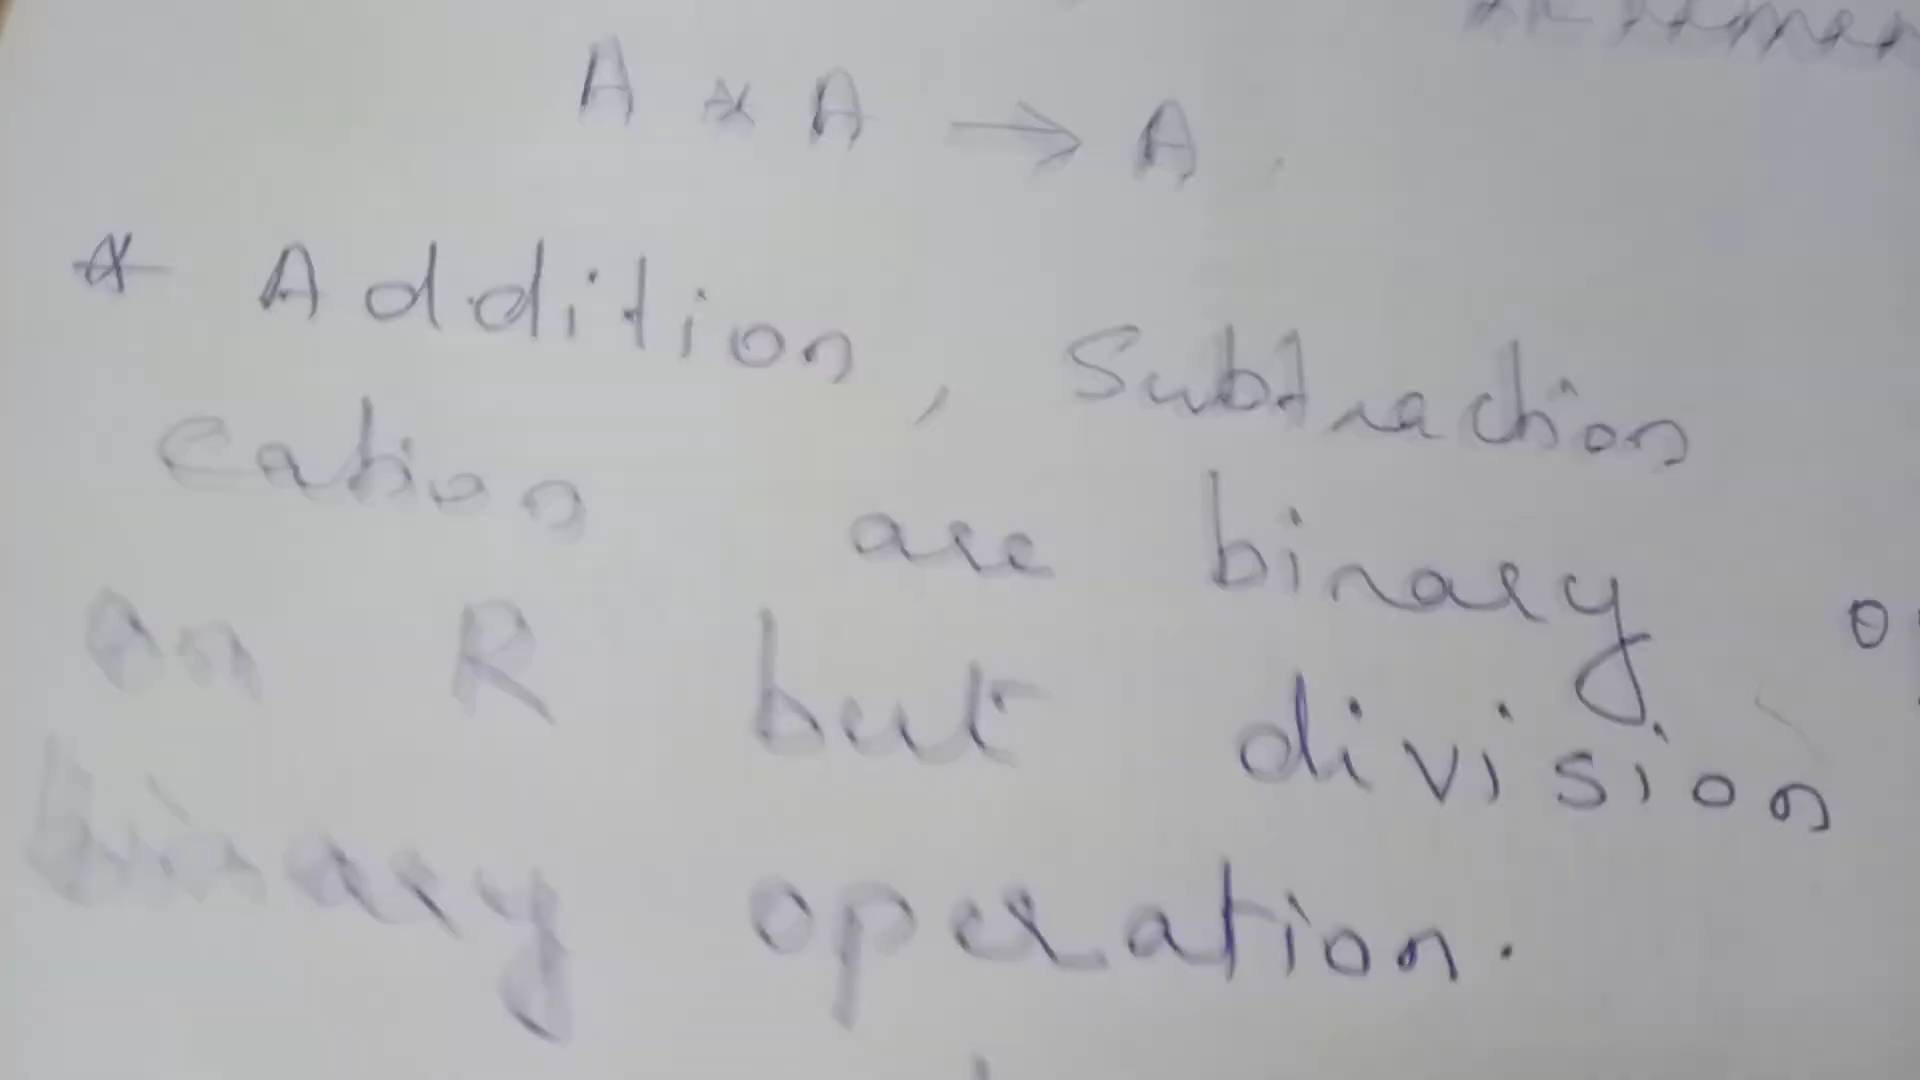 A × A → A.
* Addition, Subtraction
cation are binary
on R but division
binary operation.